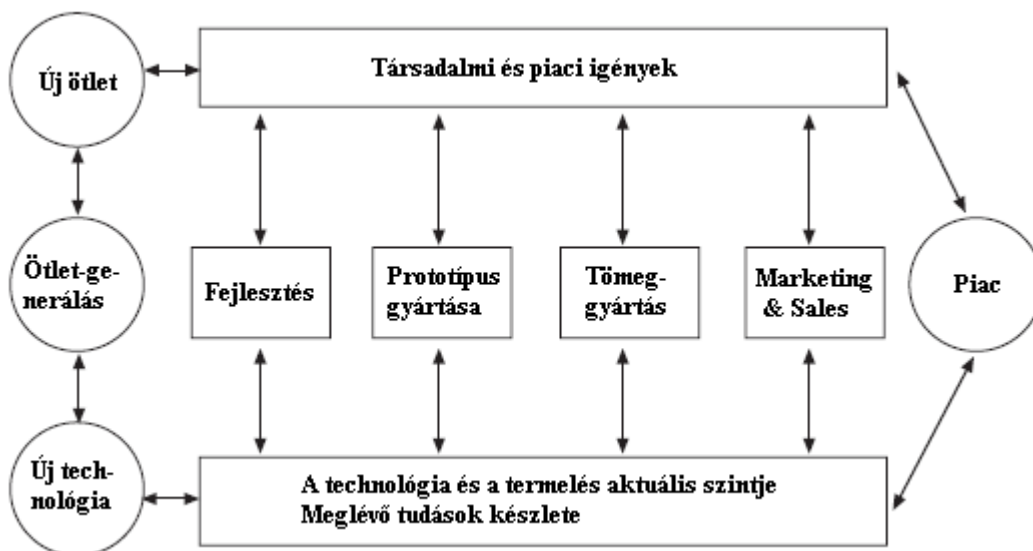 Új ötlet
Társadalmi és piaci igények
Ötlet-ge-
nerálás
Fejlesztés
Prototípus
gyártása
Tömeg-
gyártás
Marketing
& Sales
Piac
Új tech-
nológia
A technológia és a termelés aktuális szintje
Meglévő tudások készlete